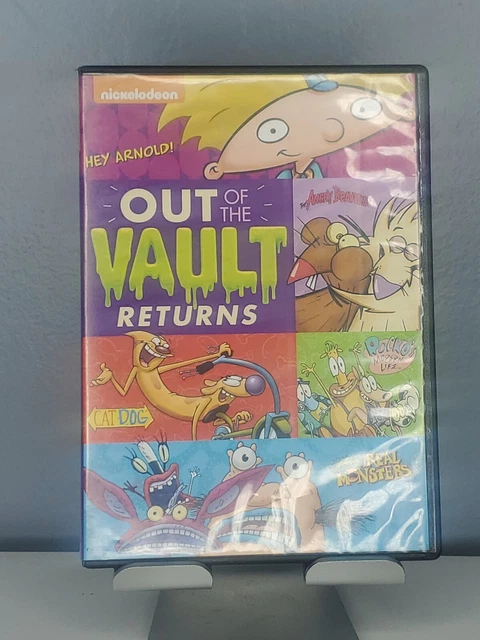 nickelodeon
HEY ARNOLD!
OUT OF
THE
VAULT
RETURNS
THE ANGRY BEAVERS
CATDOG
ROCKO'S
MODERN
LIFE
REAL
MONSTERS